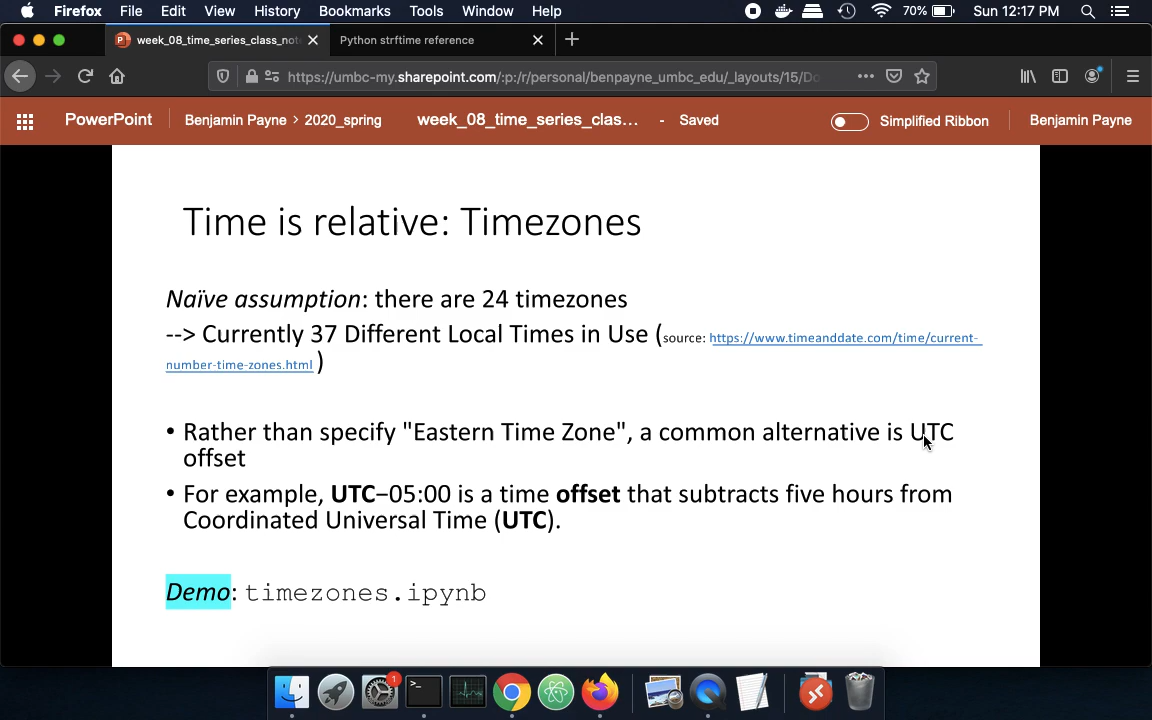 Firefox File Edit View History Bookmarks Tools Window Help 70% Sun 12:17 PM
week_08_time_series_class_not Python strftime reference
https://umbc-my.sharepoint.com/:p:/r/personal/benpayne_umbc_edu/_layouts/15/Do
PowerPoint Benjamin Payne > 2020_spring week_08_time_series_clas... - Saved Simplified Ribbon Benjamin Payne
Time is relative: Timezones
Naïve assumption: there are 24 timezones
--> Currently 37 Different Local Times in Use (source: https://www.timeanddate.com/time/current-
number-time-zones.html )
• Rather than specify "Eastern Time Zone", a common alternative is UTC
offset
• For example, UTC−05:00 is a time offset that subtracts five hours from
Coordinated Universal Time (UTC).
Demo: timezones.ipynb
1